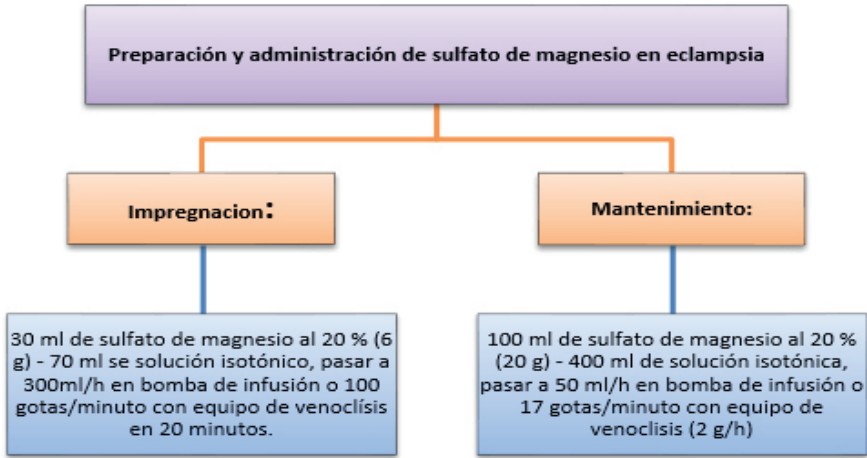 Preparación y administración de sulfato de magnesio en eclampsia
Impregnacion:
Mantenimiento:
30 ml de sulfato de magnesio al 20 % (6
g) - 70 ml se solución isotónico, pasar a
300ml/h en bomba de infusión o 100
gotas/minuto con equipo de venoclísis
en 20 minutos.
100 ml de sulfato de magnesio al 20 %
(20 g) - 400 ml de solución isotónica,
pasar a 50 ml/h en bomba de infusión o
17 gotas/minuto con equipo de
venoclisis (2 g/h)